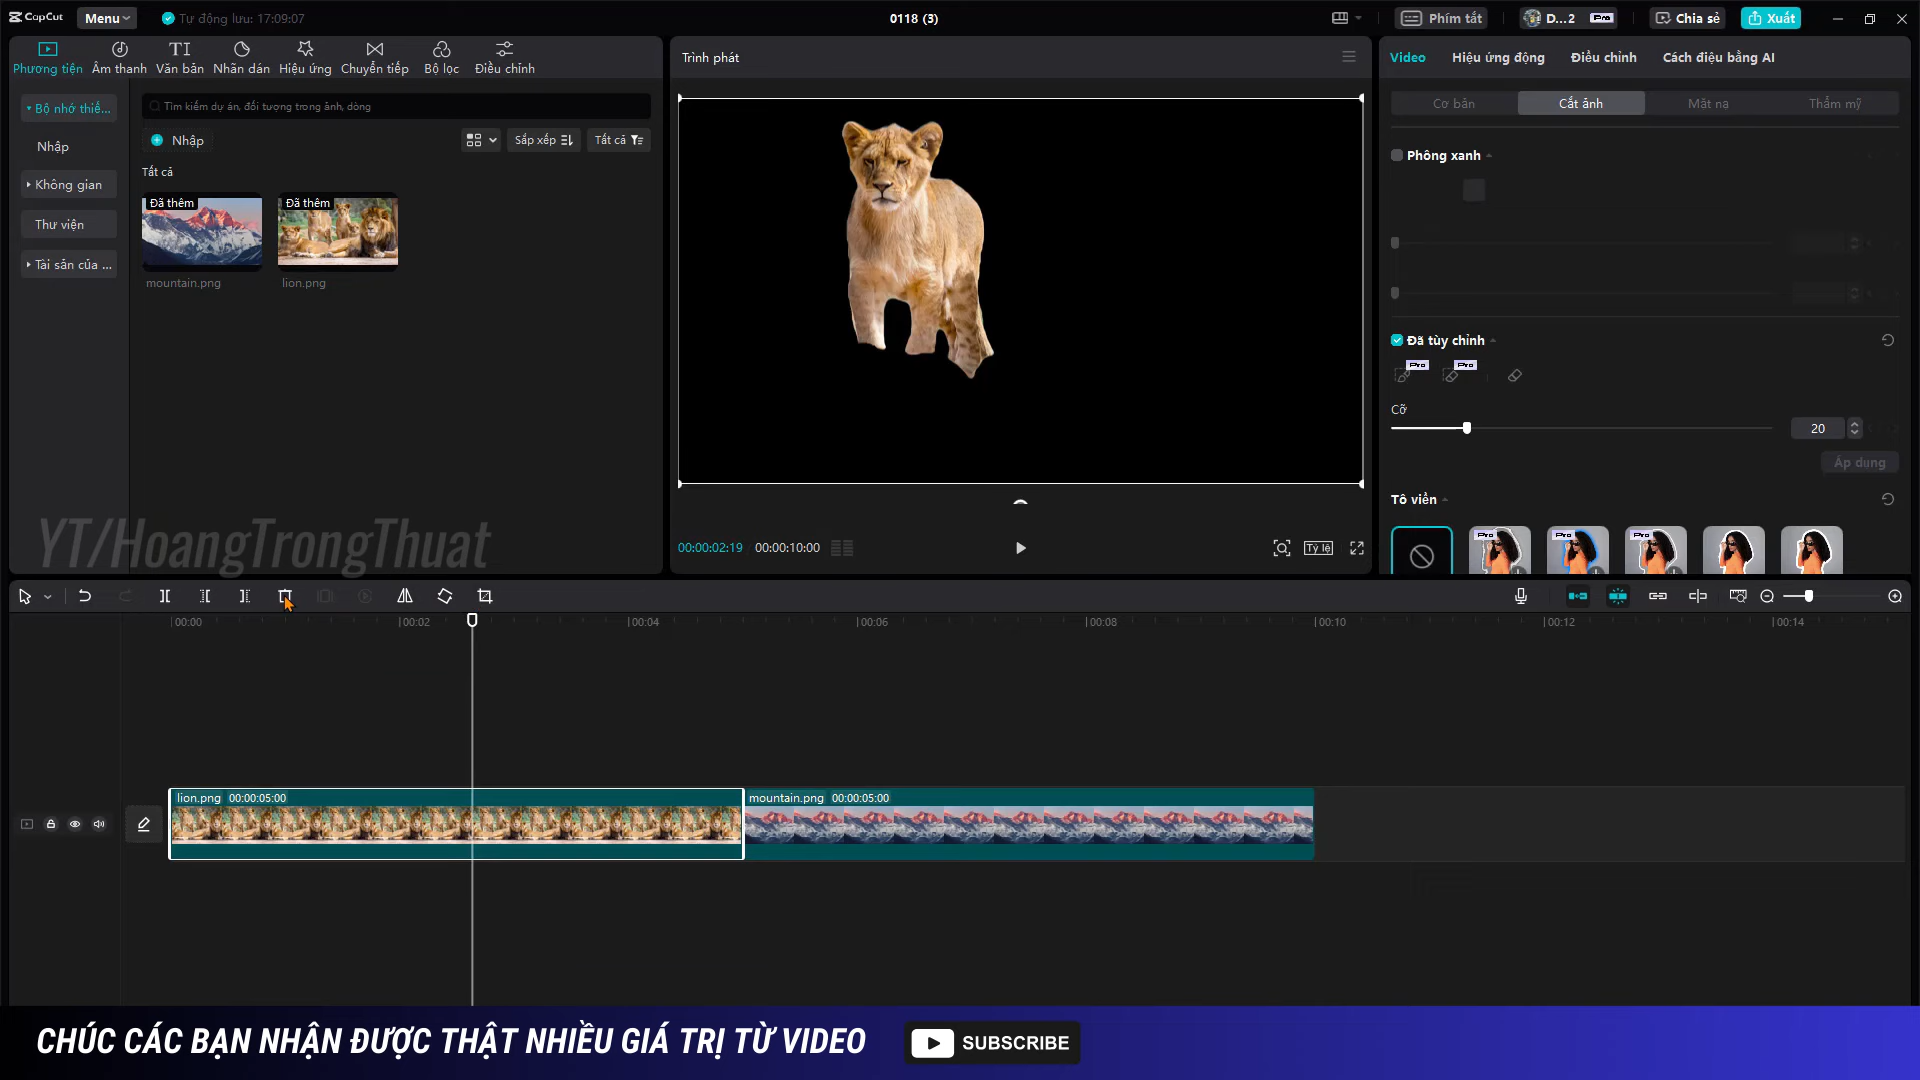 CapCut
Menu
Tự động lưu: 17:09:07
0118 (3)
Phím tắt
D...2
Pro
Chia sẻ
Xuất
Phương tiện
Âm thanh
Văn bản
Nhãn dán
Hiệu ứng
Chuyển tiếp
Bộ lọc
Điều chỉnh
Bộ nhớ thiế...
Nhập
Không gian
Thư viện
Tài sản của ...
Tìm kiếm dự án, đối tượng trong ảnh, dòng
Nhập
Sắp xếp
Tất cả
Tất cả
Đã thêm
Đã thêm
mountain.png
lion.png
YT/HoangTrongThuat
Trình phát
00:00:02:19
00:00:10:00
Tỷ lệ
Video
Hiệu ứng động
Điều chỉnh
Cách điệu bằng AI
Cơ bản
Cắt ảnh
Mặt nạ
Thẩm mỹ
Phông xanh
Đã tùy chỉnh
Pro
Pro
Cỡ
20
Áp dụng
Tô viền
Pro
Pro
Pro
00:00
00:02
00:04
00:06
00:08
00:10
00:12
00:14
lion.png 00:00:05:00
mountain.png 00:00:05:00
CHÚC CÁC BẠN NHẬN ĐƯỢC THẬT NHIỀU GIÁ TRỊ TỪ VIDEO
SUBSCRIBE